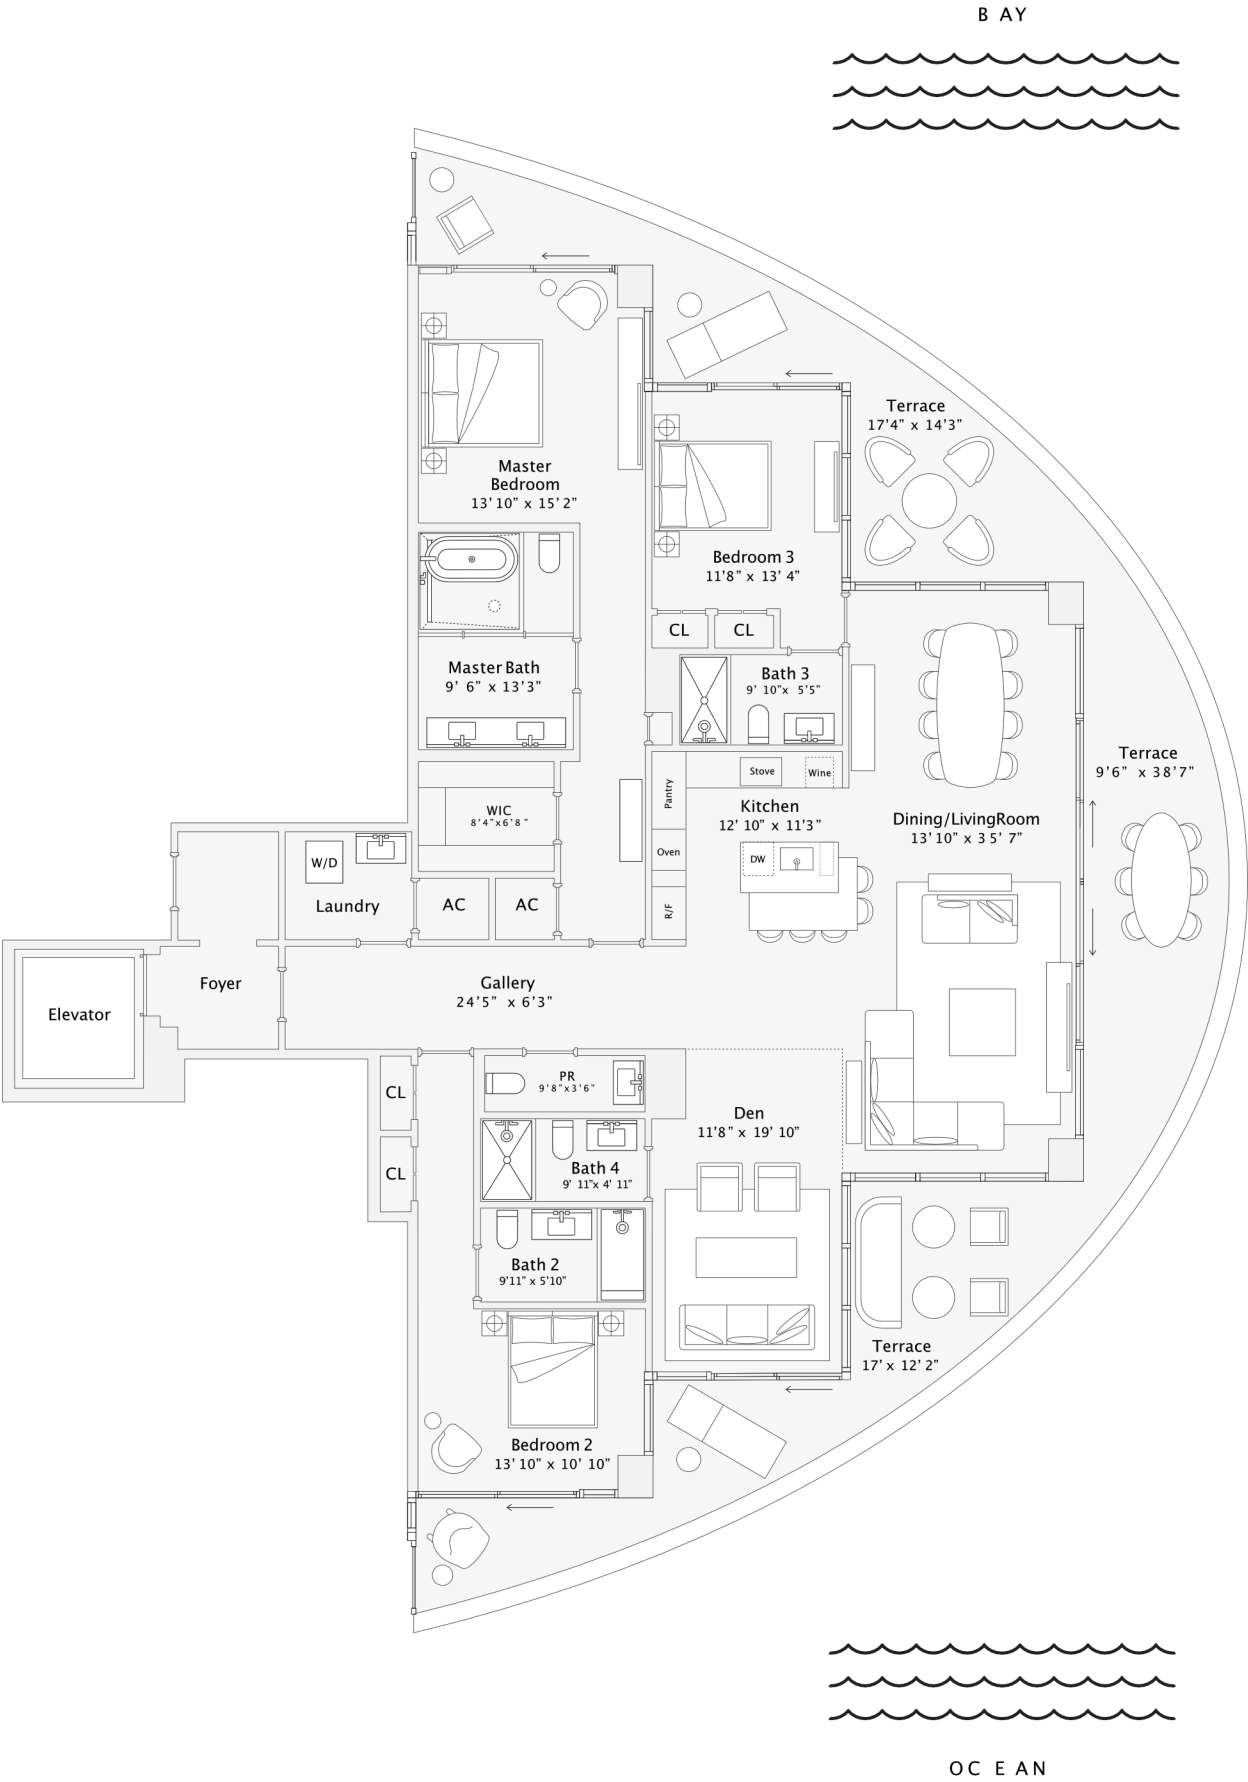 B AY
Terrace
17'4" x 14'3"
Master
Bedroom
13'10" x 15'2"
Bedroom 3
11'8" x 13' 4"
CL
CL
Master Bath
9' 6" x 13'3"
Bath 3
9' 10"x 5'5"
Terrace
9'6" x 38'7"
Stove
Wine
Pantry
Kitchen
12' 10" x 11'3"
WIC
8'4"x6'8"
Dining/LivingRoom
13'10" x 35' 7"
Oven
DW
W/D
Laundry
AC
AC
R/F
Foyer
Gallery
24'5" x 6'3"
Elevator
CL
PR
9'8"x3'6"
Den
11'8" x 19' 10"
CL
Bath 4
9' 11"x 4' 11"
Bath 2
9'11" x 5'10"
Terrace
17' x 12' 2"
Bedroom 2
13' 10" x 10' 10"
OC E AN